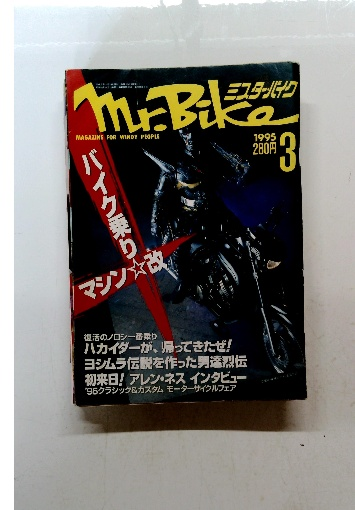 Mr.Bike
ミスター・バイク
MAGAZINE FOR WINDY PEOPLE
1995
280円
3
バイク乗り
マシン☆改
復活のノロシ一番乗り
ハカイダーが、帰ってきたぜ!
ヨシムラ伝説を作った男達烈伝
初来日! アレン・ネス インタビュー
'95クラシック&カスタム モーターサイクルフェア